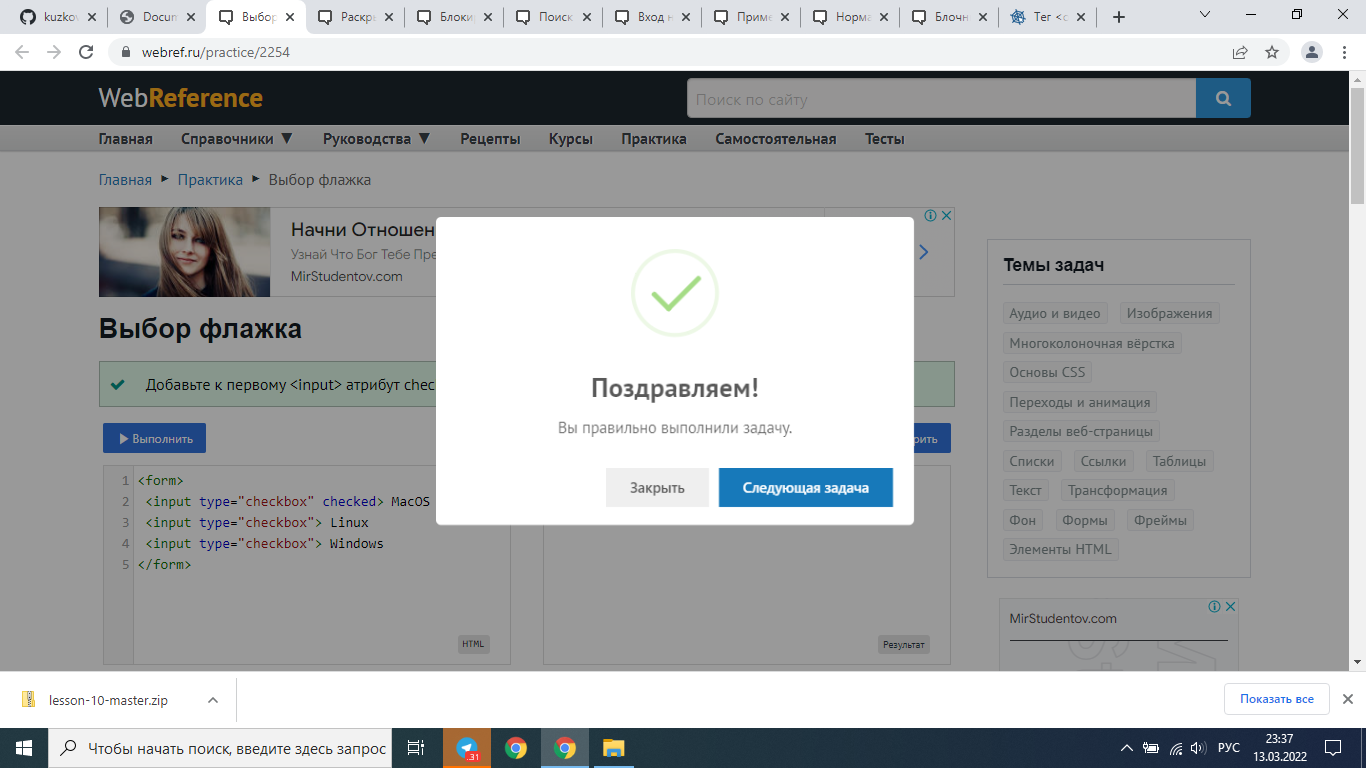 kuzkov
Docum
Выбор
Раскры
Блокир
Поиск
Вход н
Приме
Норма
Блочн
Тег <c
webref.ru/practice/2254
WebReference
Поиск по сайту
Главная Справочники ▼ Руководства ▼ Рецепты Курсы Практика Самостоятельная Тесты
Главная ► Практика ► Выбор флажка
Начни Отношен
Узнай Что Бог Тебе Пре
MirStudentov.com
Выбор флажка
Добавьте к первому <input> атрибут chec
Выполнить
рить
1 <form>
2 <input type="checkbox" checked> MacOS
3 <input type="checkbox"> Linux
4 <input type="checkbox"> Windows
5 </form>
HTML
Результат
Поздравляем!
Вы правильно выполнили задачу.
Закрыть
Следующая задача
Темы задач
Аудио и видео Изображения
Многоколоночная вёрстка
Основы CSS
Переходы и анимация
Разделы веб-страницы
Списки Ссылки Таблицы
Текст Трансформация
Фон Формы Фреймы
Элементы HTML
MirStudentov.com
lesson-10-master.zip
Показать все
Чтобы начать поиск, введите здесь запрос
31
РУС
23:37
13.03.2022